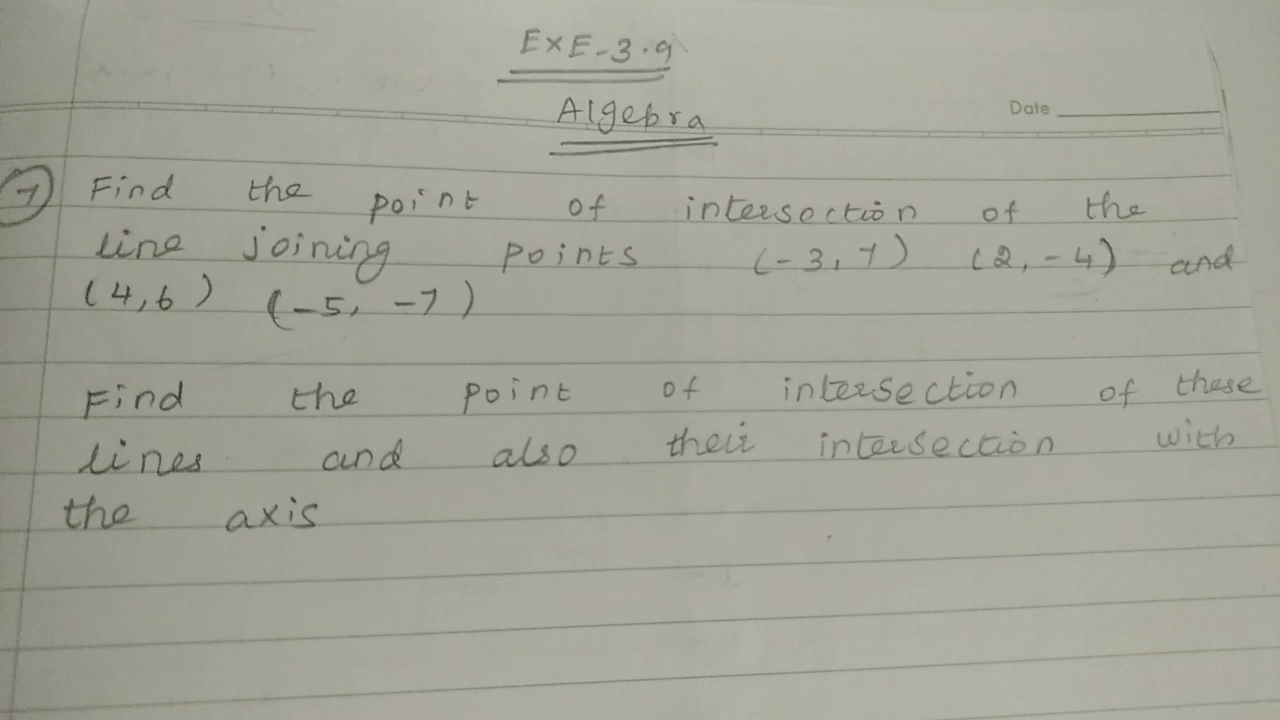 EXE-3.9
Algebra
Date
7 Find the point of intersection of the
line joining points (-3,7) (2,-4) and
(4,6) (-5, -7)
Find the point of intersection of these
lines and also their intersection with
the axis